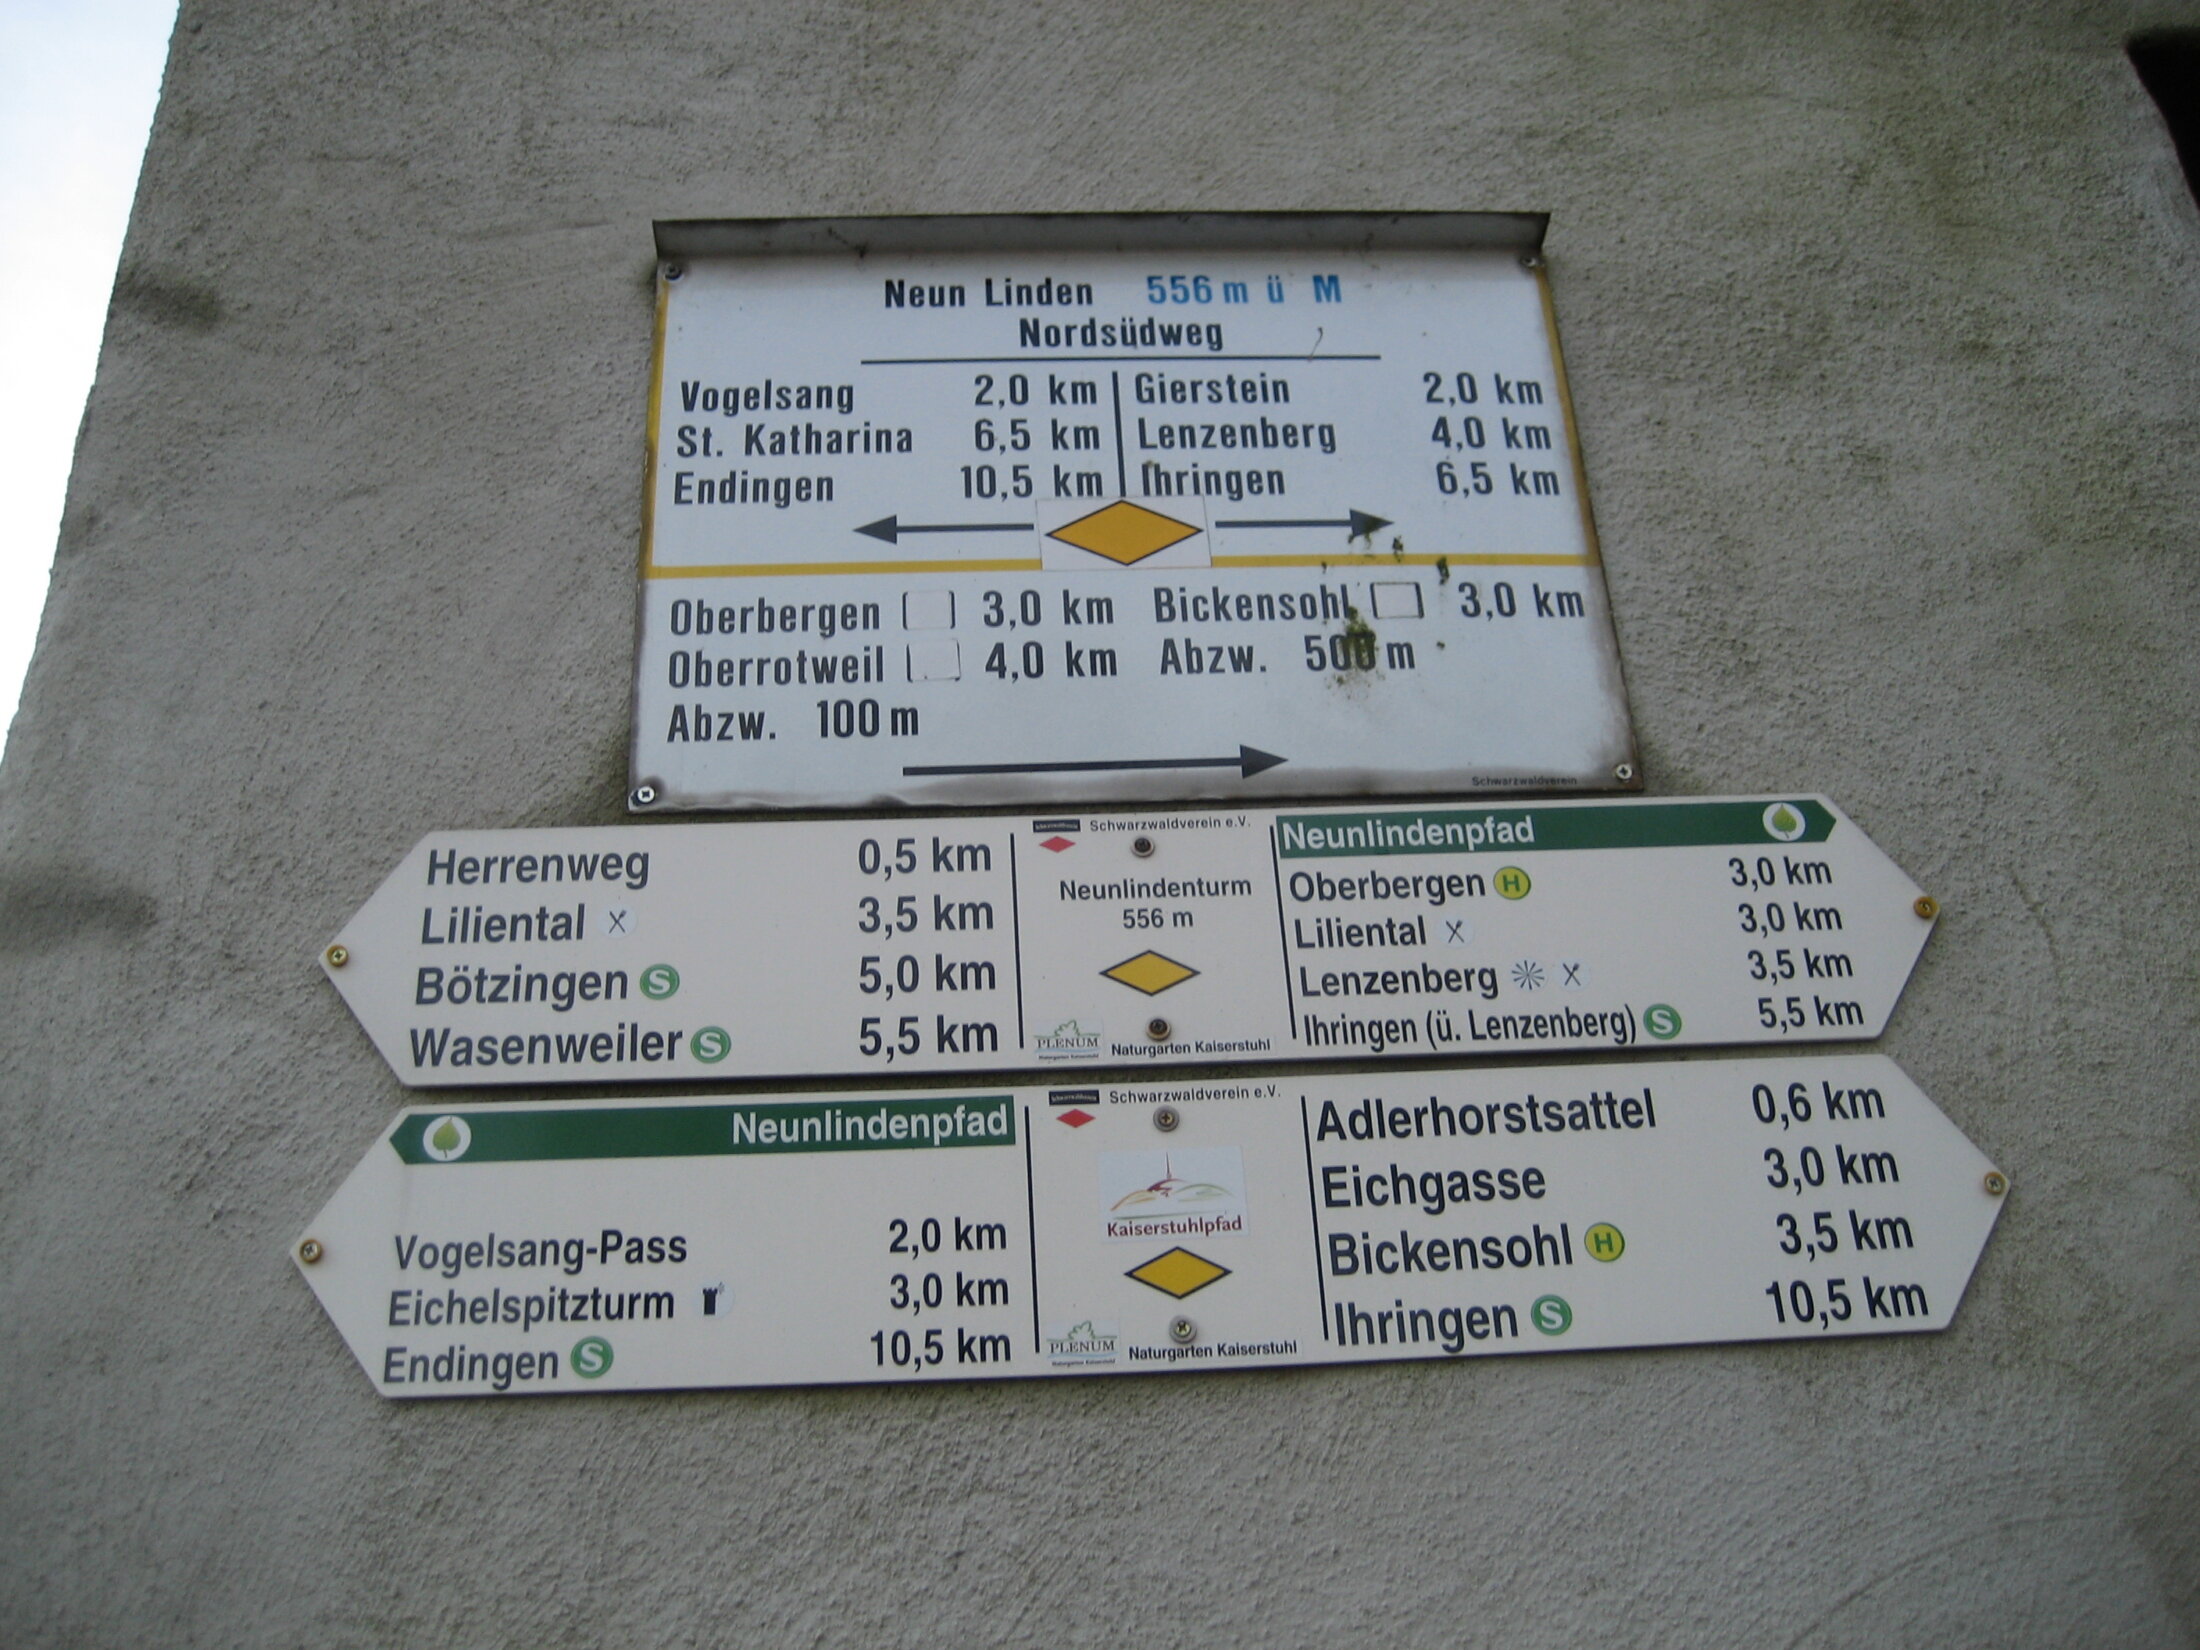 Neun Linden 556 m ü M
Nordsüdweg
Vogelsang 2,0 km Gierstein 2,0 km
St. Katharina 6,5 km Lenzenberg 4,0 km
Endingen 10,5 km Ihringen 6,5 km
Oberbergen 3,0 km Bickensohl 3,0 km
Oberrotweil 4,0 km Abzw. 500 m
Abzw. 100 m
Schwarzwaldverein
Herrenweg 0,5 km
Liliental 3,5 km
Bötzingen S 5,0 km
Wasenweiler S 5,5 km
Schwarzwaldverein e.V.
Neunlindenturm
556 m
PLENUM
Naturgarten Kaiserstuhl
Neunlindenpfad
Oberbergen H 3,0 km
Liliental 3,0 km
Lenzenberg 3,5 km
Ihringen (ü. Lenzenberg) S 5,5 km
Neunlindenpfad
Vogelsang-Pass 2,0 km
Eichelspitzturm 3,0 km
Endingen S 10,5 km
Schwarzwaldverein e.V.
Kaiserstuhlpfad
PLENUM
Naturgarten Kaiserstuhl
Adlerhorstsattel 0,6 km
Eichgasse 3,0 km
Bickensohl H 3,5 km
Ihringen S 10,5 km